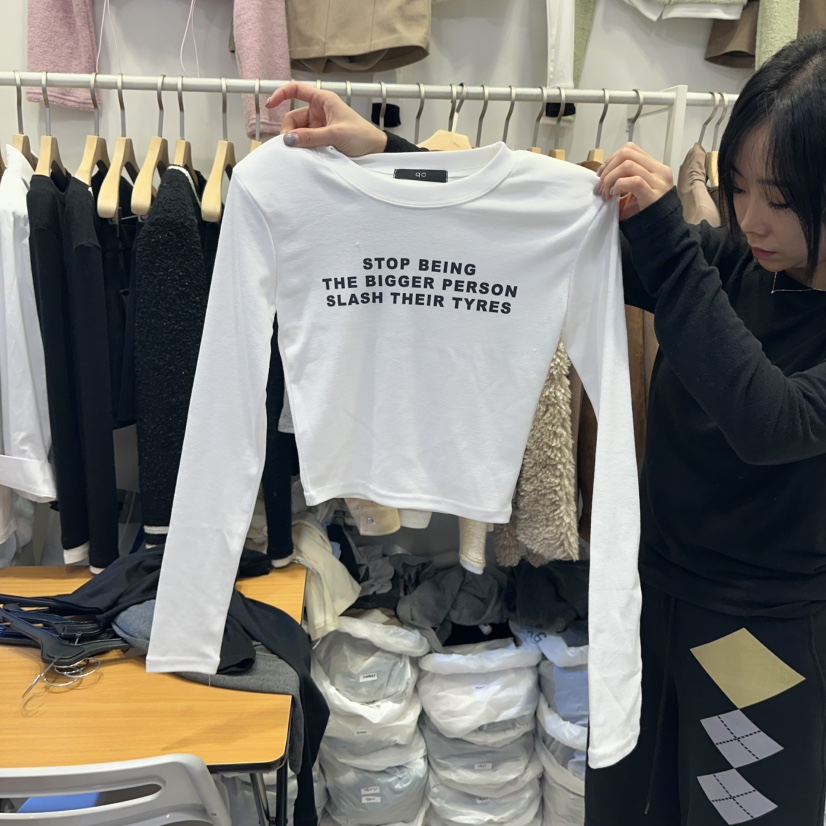 STOP BEING
THE BIGGER PERSON
SLASH THEIR TYRES